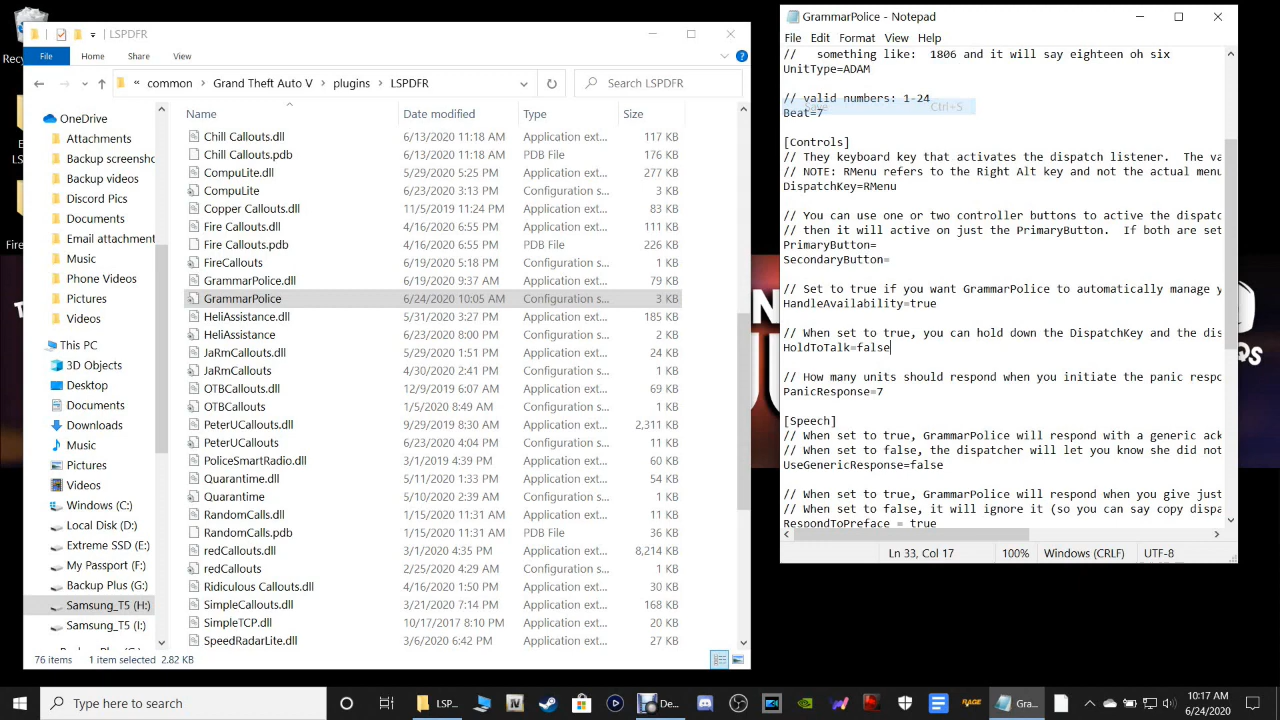 LSPDFR
File
Home
Share
View
common
Grand Theft Auto V
plugins
LSPDFR
Search LSPDFR
Name
Date modified
Type
Size
OneDrive
Attachments
Backup screensho
Backup videos
Discord Pics
Documents
Email attachment
Music
Phone Videos
Pictures
Videos
This PC
3D Objects
Desktop
Documents
Downloads
Music
Pictures
Videos
Windows (C:)
Local Disk (D:)
Extreme SSD (E:)
My Passport (F:)
Backup Plus (G:)
Samsung_T5 (H:)
Samsung_T5 (I:)
Chill Callouts.dll 6/13/2020 11:18 AM Application ext... 117 KB
Chill Callouts.pdb 6/13/2020 11:18 AM PDB File 176 KB
CompuLite.dll 5/29/2020 5:25 PM Application ext... 277 KB
CompuLite 6/23/2020 3:13 PM Configuration s... 3 KB
Copper Callouts.dll 11/5/2019 11:24 PM Application ext... 83 KB
Fire Callouts.dll 4/16/2020 6:55 PM Application ext... 111 KB
Fire Callouts.pdb 4/16/2020 6:55 PM PDB File 226 KB
FireCallouts 6/19/2020 5:18 PM Configuration s... 1 KB
GrammarPolice.dll 6/19/2020 9:37 AM Application ext... 79 KB
GrammarPolice 6/24/2020 10:05 AM Configuration s... 3 KB
HeliAssistance.dll 5/31/2020 3:27 PM Application ext... 185 KB
HeliAssistance 6/23/2020 8:00 PM Configuration s... 2 KB
JaRmCallouts.dll 5/29/2020 1:51 PM Application ext... 24 KB
JaRmCallouts 4/30/2020 2:41 PM Configuration s... 1 KB
OTBCallouts.dll 12/9/2019 6:07 AM Application ext... 69 KB
OTBCallouts 1/5/2020 8:49 AM Configuration s... 1 KB
PeterUCallouts.dll 9/29/2019 8:30 AM Application ext... 2,311 KB
PeterUCallouts 6/23/2020 4:04 PM Configuration s... 11 KB
PoliceSmartRadio.dll 3/1/2019 4:39 PM Application ext... 60 KB
Quarantine.dll 5/11/2020 1:33 PM Application ext... 24 KB
Quarantine 5/10/2020 2:39 AM Configuration s... 1 KB
RandomCalls.dll 1/15/2020 11:31 AM Application ext... 64 KB
RandomCalls.pdb 1/15/2020 11:31 AM PDB File 36 KB
redCallouts.dll 3/1/2020 4:35 PM Application ext... 8,214 KB
redCallouts 2/25/2020 4:29 AM Configuration s... 1 KB
Ridiculous Callouts.dll 4/16/2020 1:50 PM Application ext... 30 KB
SimpleCallouts.dll 3/21/2020 7:14 PM Application ext... 168 KB
SimpleTCP.dll 10/17/2017 8:10 PM Application ext... 20 KB
SpeedRadarLite.dll 3/6/2020 6:42 PM Application ext... 27 KB
76 items 1 item selected 2.82 KB
GrammarPolice - Notepad
File Edit Format View Help
// something like: 1806 and it will say eighteen oh six
UnitType=ADAM
// valid numbers: 1-24
Save Ctrl+S
Beat=7
[Controls]
// They keyboard key that activates the dispatch listener. The va
// NOTE: RMenu refers to the Right Alt key and not the actual menu
DispatchKey=RMenu
// You can use one or two controller buttons to active the dispatc
// then it will active on just the PrimaryButton. If both are set
PrimaryButton=
SecondaryButton=
// Set to true if you want GrammarPolice to automatically manage y
HandleAvailability=true
// When set to true, you can hold down the DispatchKey and the dis
HoldToTalk=false
// How many units should respond when you initiate the panic respo
PanicResponse=7
[Speech]
// When set to true, GrammarPolice will respond with a generic ack
// When set to false, the dispatcher will let you know she did not
UseGenericResponse=false
// When set to true, GrammarPolice will respond when you give just
// When set to false, it will ignore it (so you can say copy dispa
RespondToPreface = true
Ln 33, Col 17 100% Windows (CRLF) UTF-8
Type here to search
LSP...
De...
RAGE
Gra...
10:17 AM
6/24/2020